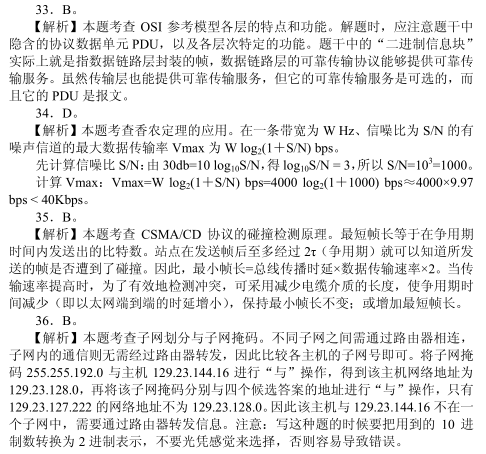 33．B。
【解析】本题考查 OSI 参考模型各层的特点和功能。解题时，应注意题干中
隐含的协议数据单元 PDU，以及各层次特定的功能。题干中的“二进制信息块”
实际上就是指数据链路层封装的帧，数据链路层的可靠传输协议能够提供可靠传
输服务。虽然传输层也能提供可靠传输服务，但它的可靠传输服务是可选的，而
且它的 PDU 是报文。
34．D。
【解析】本题考查香农定理的应用。在一条带宽为 W Hz、信噪比为 S/N 的有
噪声信道的最大数据传输率 Vmax 为 W log₂(1＋S/N) bps。
先计算信噪比 S/N：由 30db=10 log₁₀S/N，得 log₁₀S/N = 3，所以 S/N=10³=1000。
计算 Vmax：Vmax=W log₂(1＋S/N) bps=4000 log₂(1＋1000) bps≈4000×9.97
bps < 40Kbps。
35．B。
【解析】本题考查 CSMA/CD 协议的碰撞检测原理。最短帧长等于在争用期
时间内发送出的比特数。站点在发送帧后至多经过 2τ（争用期）就可以知道所发
送的帧是否遭到了碰撞。因此，最小帧长=总线传播时延×数据传输速率×2。当传
输速率提高时，为了有效地检测冲突，可采用减少电缆介质的长度，使争用期时
间减少（即以太网端到端的时延增小），保持最小帧长不变；或增加最短帧长。
36．B。
【解析】本题考查子网划分与子网掩码。不同子网之间需通过路由器相连，
子网内的通信则无需经过路由器转发，因此比较各主机的子网号即可。将子网掩
码 255.255.192.0 与主机 129.23.144.16 进行“与”操作，得到该主机网络地址为
129.23.128.0，再将该子网掩码分别与四个候选答案的地址进行“与”操作，只有
129.23.127.222 的网络地址不为 129.23.128.0。因此该主机与 129.23.144.16 不在一
个子网中，需要通过路由器转发信息。注意：写这种题的时候要把用到的 10 进
制数转换为 2 进制表示，不要光凭感觉来选择，否则容易导致错误。